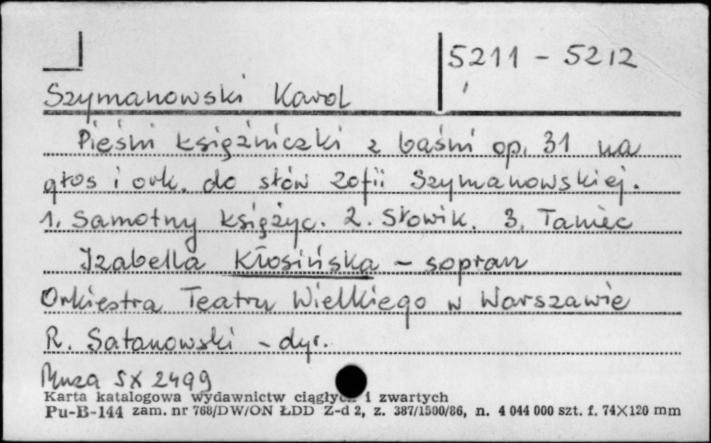 5211 - 5212
Szymanowski Karol
Pieśni księżniczki z baśni op. 31 na
głos i ork. do słów Zofii Szymanowskiej.
1. Samotny księżyc. 2. Słowik. 3. Taniec
Izabella Kłosińska - sopran
Orkiestra Teatru Wielkiego w Warszawie
R. Satanowski - dyr.
Muza SX 2499
Karta katalogowa wydawnictw ciągłych i zwartych
Pu-B-144 zam. nr 768/DW/ON ŁDD Z-d 2, z. 387/1500/86, n. 4 044 000 szt. f. 74×120 mm